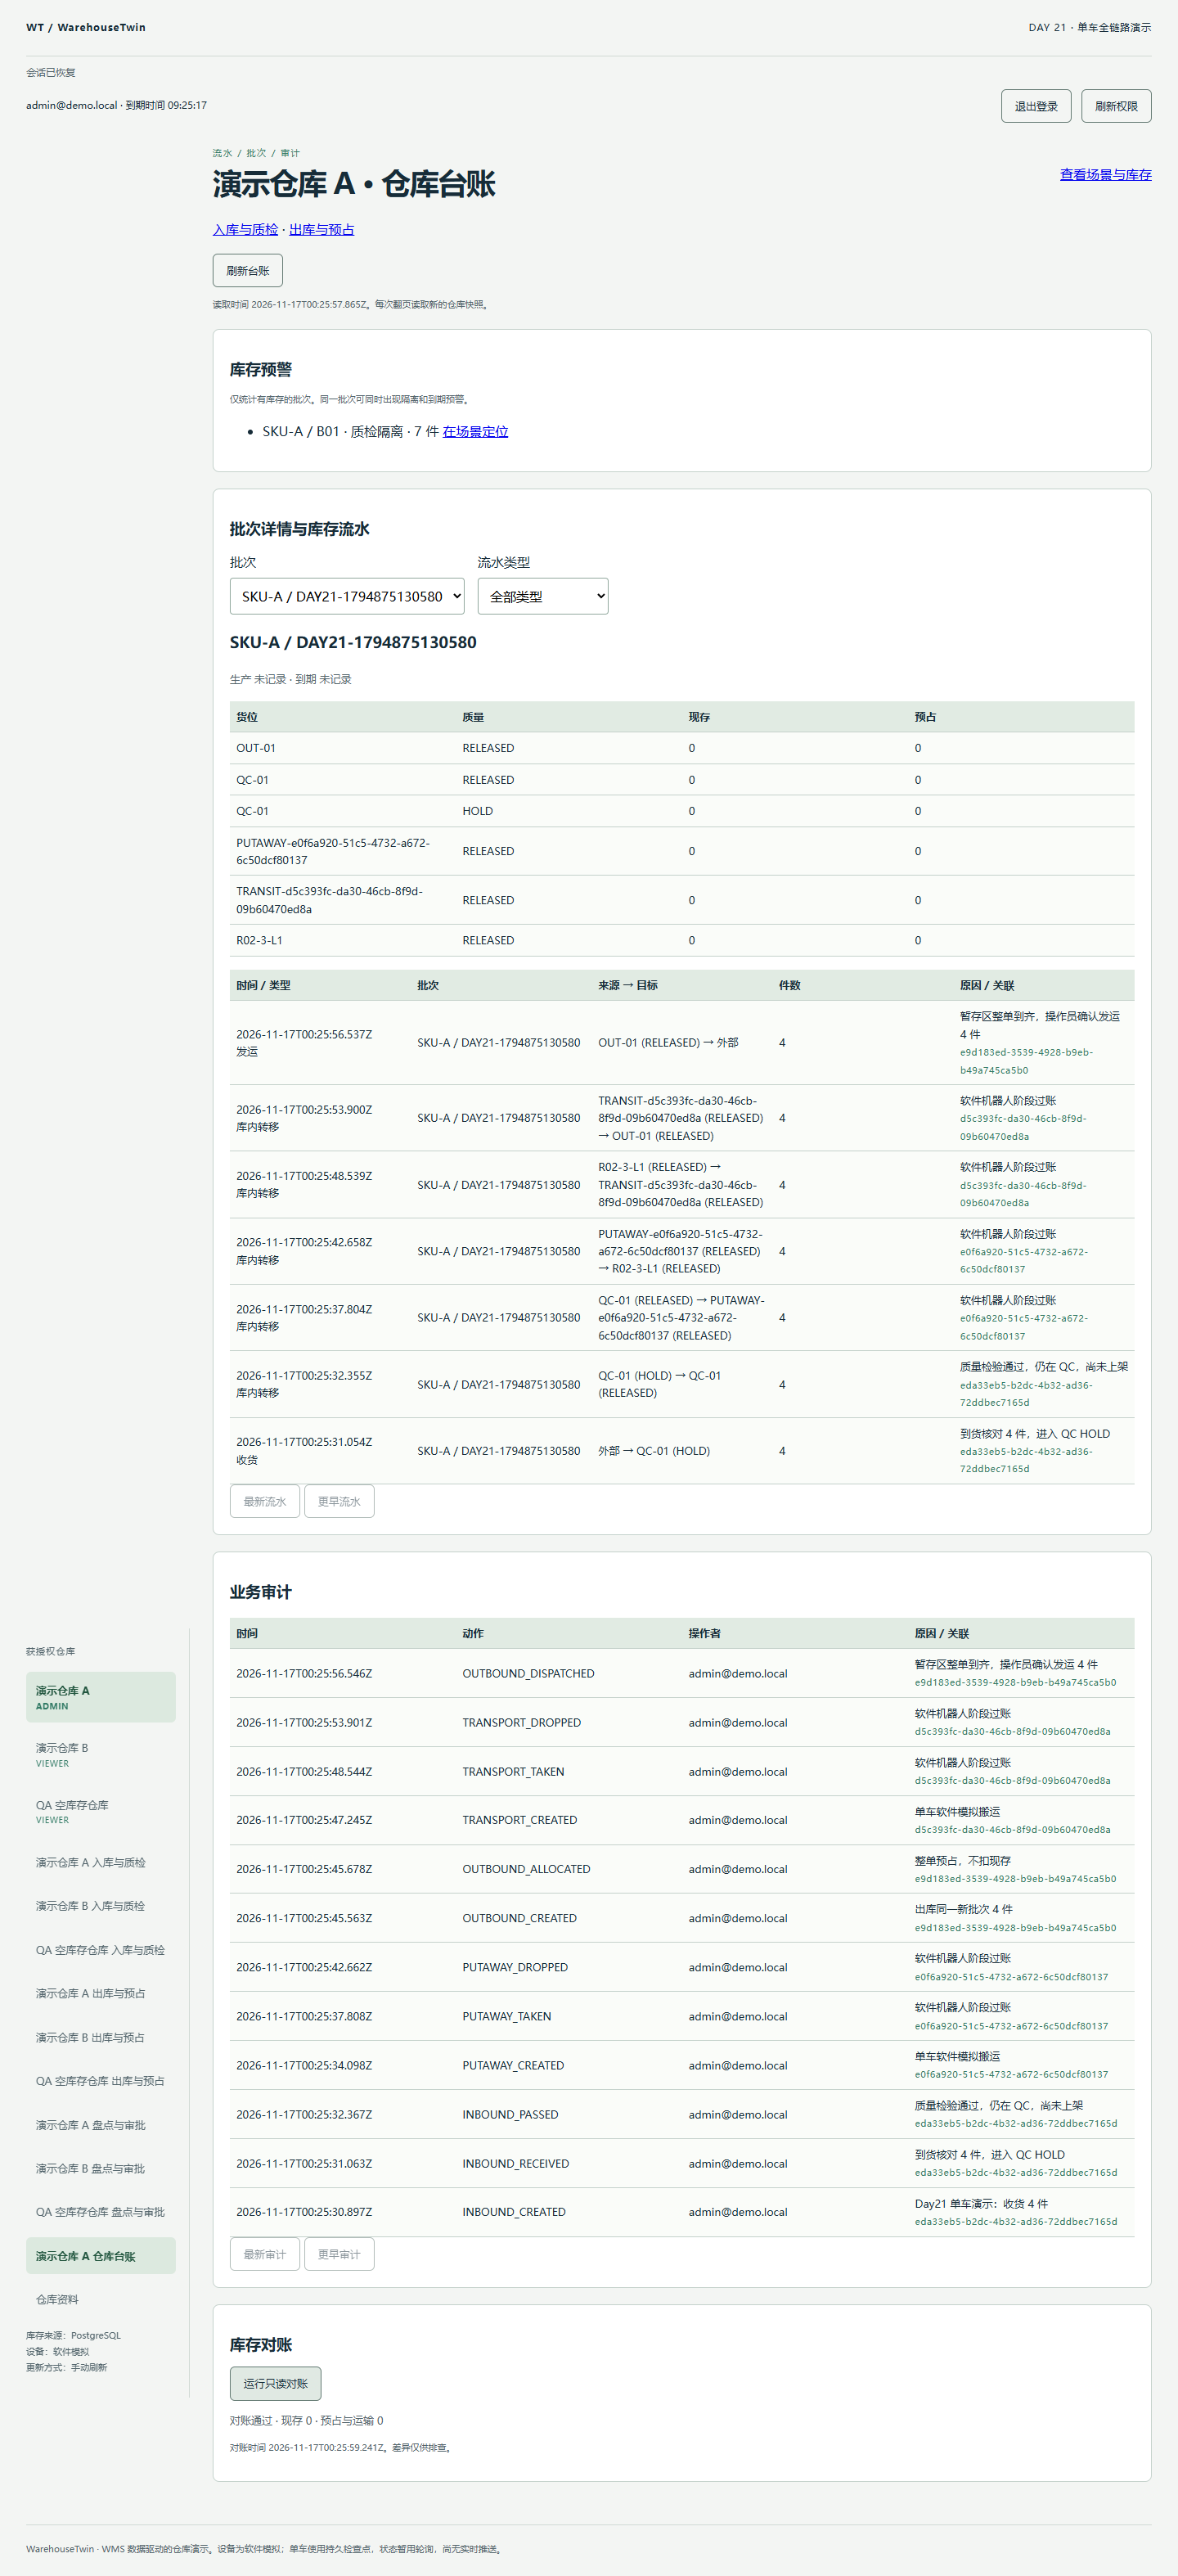 WT / WarehouseTwin
DAY 21 · 单车全链路演示
会话已恢复
admin@demo.local · 到期时间 09:25:17
退出登录
刷新权限
流水 / 批次 / 审计
演示仓库 A · 仓库台账
查看场景与库存
入库与质检 · 出库与预占
刷新台账
读取时间 2026-11-17T00:25:57.865Z。每次翻页读取新的仓库快照。
库存预警
仅统计有库存的批次。同一批次可同时出现隔离和到期预警。
• SKU-A / B01 · 质检隔离 · 7 件 在场景定位
批次详情与库存流水
批次 流水类型
SKU-A / DAY21-1794875130580 全部类型
SKU-A / DAY21-1794875130580
生产 未记录 · 到期 未记录
货位 质量 现存 预占
OUT-01 RELEASED 0 0
QC-01 RELEASED 0 0
QC-01 HOLD 0 0
PUTAWAY-e0f6a920-51c5-4732-a672-
6c50dcf80137 RELEASED 0 0
TRANSIT-d5c393fc-da30-46cb-8f9d-
09b60470ed8a RELEASED 0 0
R02-3-L1 RELEASED 0 0
时间 / 类型 批次 来源 → 目标 件数 原因 / 关联
2026-11-17T00:25:56.537Z
发运
SKU-A / DAY21-1794875130580
OUT-01 (RELEASED) → 外部
4
暂存区整单到齐，操作员确认发运
4 件
e9d183ed-3539-4928-b9eb-
b49a745ca5b0
2026-11-17T00:25:53.900Z
库内转移
SKU-A / DAY21-1794875130580
TRANSIT-d5c393fc-da30-46cb-
8f9d-09b60470ed8a (RELEASED)
→ OUT-01 (RELEASED)
4
软件机器人阶段过账
d5c393fc-da30-46cb-8f9d-
09b60470ed8a
2026-11-17T00:25:48.539Z
库内转移
SKU-A / DAY21-1794875130580
R02-3-L1 (RELEASED) →
TRANSIT-d5c393fc-da30-46cb-
8f9d-09b60470ed8a (RELEASED)
4
软件机器人阶段过账
d5c393fc-da30-46cb-8f9d-
09b60470ed8a
2026-11-17T00:25:42.658Z
库内转移
SKU-A / DAY21-1794875130580
PUTAWAY-e0f6a920-51c5-4732-
a672-6c50dcf80137 (RELEASED)
→ R02-3-L1 (RELEASED)
4
软件机器人阶段过账
e0f6a920-51c5-4732-a672-
6c50dcf80137
2026-11-17T00:25:37.804Z
库内转移
SKU-A / DAY21-1794875130580
QC-01 (RELEASED) → PUTAWAY-
e0f6a920-51c5-4732-a672-
6c50dcf80137 (RELEASED)
4
软件机器人阶段过账
e0f6a920-51c5-4732-a672-
6c50dcf80137
2026-11-17T00:25:32.355Z
库内转移
SKU-A / DAY21-1794875130580
QC-01 (HOLD) → QC-01
(RELEASED)
4
质量检验通过，仍在 QC，尚未上架
eda33eb5-b2dc-4b32-ad36-
72ddbec7165d
2026-11-17T00:25:31.054Z
收货
SKU-A / DAY21-1794875130580
外部 → QC-01 (HOLD)
4
到货核对 4 件，进入 QC HOLD
eda33eb5-b2dc-4b32-ad36-
72ddbec7165d
最新流水 更早流水
业务审计
时间 动作 操作者 原因 / 关联
2026-11-17T00:25:56.546Z OUTBOUND_DISPATCHED admin@demo.local 暂存区整单到齐，操作员确认发运 4 件
e9d183ed-3539-4928-b9eb-b49a745ca5b0
2026-11-17T00:25:53.901Z TRANSPORT_DROPPED admin@demo.local 软件机器人阶段过账
d5c393fc-da30-46cb-8f9d-09b60470ed8a
2026-11-17T00:25:48.544Z TRANSPORT_TAKEN admin@demo.local 软件机器人阶段过账
d5c393fc-da30-46cb-8f9d-09b60470ed8a
2026-11-17T00:25:47.245Z TRANSPORT_CREATED admin@demo.local 单车软件模拟搬运
d5c393fc-da30-46cb-8f9d-09b60470ed8a
2026-11-17T00:25:45.678Z OUTBOUND_ALLOCATED admin@demo.local 整单预占，不扣现存
e9d183ed-3539-4928-b9eb-b49a745ca5b0
2026-11-17T00:25:45.563Z OUTBOUND_CREATED admin@demo.local 出库同一新批次 4 件
e9d183ed-3539-4928-b9eb-b49a745ca5b0
2026-11-17T00:25:42.662Z PUTAWAY_DROPPED admin@demo.local 软件机器人阶段过账
e0f6a920-51c5-4732-a672-6c50dcf80137
2026-11-17T00:25:37.808Z PUTAWAY_TAKEN admin@demo.local 软件机器人阶段过账
e0f6a920-51c5-4732-a672-6c50dcf80137
2026-11-17T00:25:34.098Z PUTAWAY_CREATED admin@demo.local 单车软件模拟搬运
e0f6a920-51c5-4732-a672-6c50dcf80137
2026-11-17T00:25:32.367Z INBOUND_PASSED admin@demo.local 质量检验通过，仍在 QC，尚未上架
eda33eb5-b2dc-4b32-ad36-72ddbec7165d
2026-11-17T00:25:31.063Z INBOUND_RECEIVED admin@demo.local 到货核对 4 件，进入 QC HOLD
eda33eb5-b2dc-4b32-ad36-72ddbec7165d
2026-11-17T00:25:30.897Z INBOUND_CREATED admin@demo.local Day21 单车演示：收货 4 件
eda33eb5-b2dc-4b32-ad36-72ddbec7165d
最新审计 更早审计
获授权仓库
演示仓库 A
ADMIN
演示仓库 B
VIEWER
QA 空库存仓库
VIEWER
演示仓库 A 入库与质检
演示仓库 B 入库与质检
QA 空库存仓库 入库与质检
演示仓库 A 出库与预占
演示仓库 B 出库与预占
QA 空库存仓库 出库与预占
演示仓库 A 盘点与审批
演示仓库 B 盘点与审批
QA 空库存仓库 盘点与审批
演示仓库 A 仓库台账
仓库资料
库存来源：PostgreSQL
设备：软件模拟
更新方式：手动刷新
库存对账
运行只读对账
对账通过 · 现存 0 · 预占与运输 0
对账时间 2026-11-17T00:25:59.241Z。差异仅供排查。
WarehouseTwin · WMS 数据驱动的仓库演示。设备为软件模拟；单车使用持久检查点，状态暂用轮询，尚无实时推送。